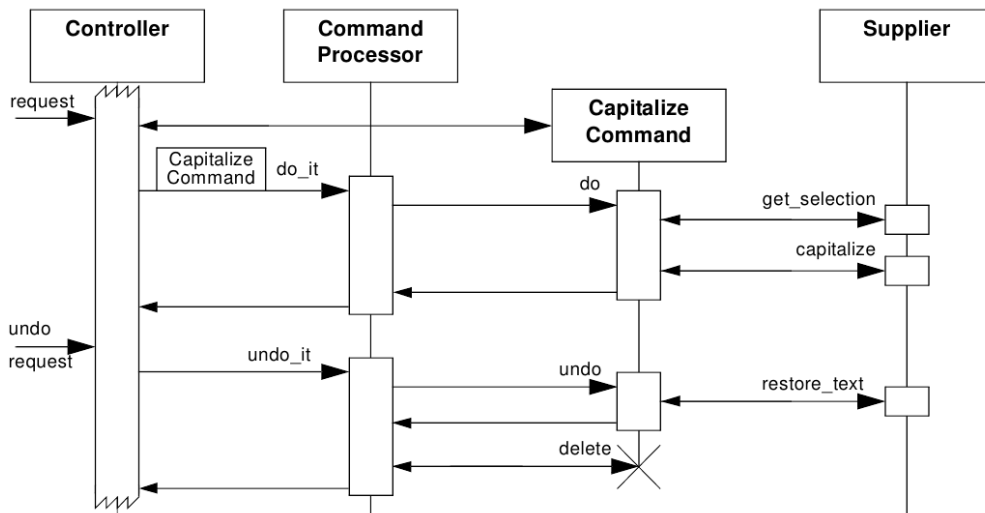 Controller
Command
Processor
Supplier
request
Capitalize
Command
Capitalize
Command
do_it
do
get_selection
capitalize
undo
request
undo_it
undo
restore_text
delete